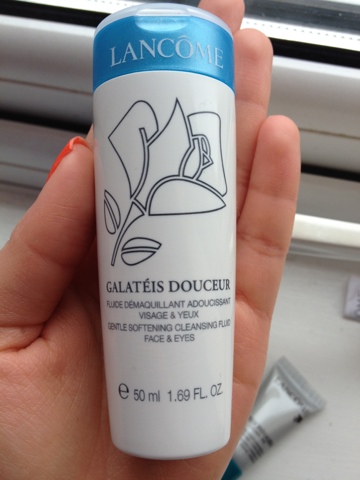 LANCÔME
GALATÉIS DOUCEUR
FLUIDE DÉMAQUILLANT ADOUCISSANT
VISAGE & YEUX
GENTLE SOFTENING CLEANSING FLUID
FACE & EYES
℮ 50 ml 1.69 FL. OZ.